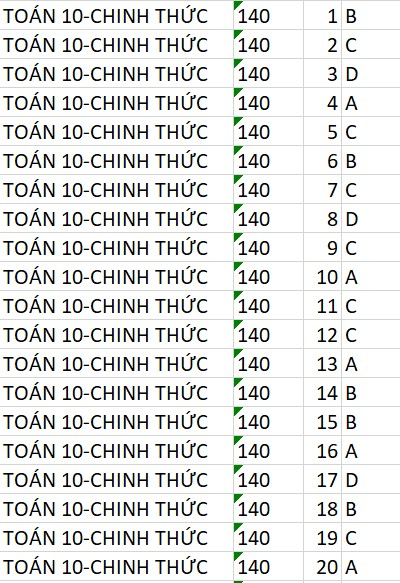 TOÁN 10-CHINH THỨC 140 1 B
TOÁN 10-CHINH THỨC 140 2 C
TOÁN 10-CHINH THỨC 140 3 D
TOÁN 10-CHINH THỨC 140 4 A
TOÁN 10-CHINH THỨC 140 5 C
TOÁN 10-CHINH THỨC 140 6 B
TOÁN 10-CHINH THỨC 140 7 C
TOÁN 10-CHINH THỨC 140 8 D
TOÁN 10-CHINH THỨC 140 9 C
TOÁN 10-CHINH THỨC 140 10 A
TOÁN 10-CHINH THỨC 140 11 C
TOÁN 10-CHINH THỨC 140 12 C
TOÁN 10-CHINH THỨC 140 13 A
TOÁN 10-CHINH THỨC 140 14 B
TOÁN 10-CHINH THỨC 140 15 B
TOÁN 10-CHINH THỨC 140 16 A
TOÁN 10-CHINH THỨC 140 17 D
TOÁN 10-CHINH THỨC 140 18 B
TOÁN 10-CHINH THỨC 140 19 C
TOÁN 10-CHINH THỨC 140 20 A